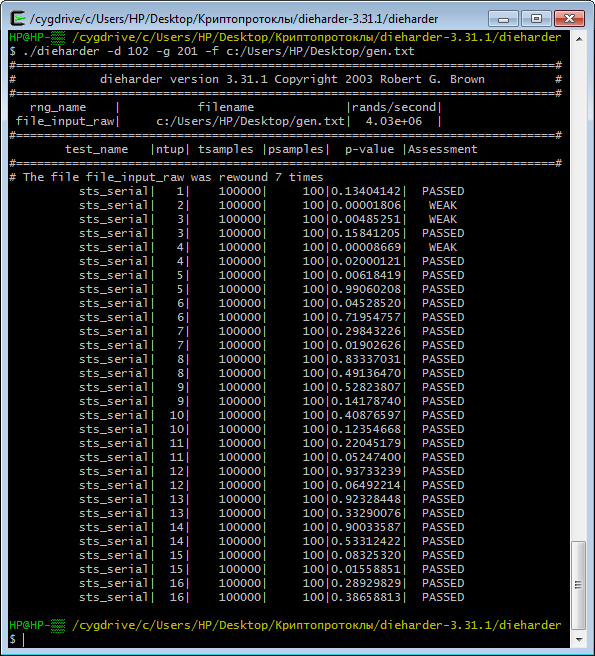 /cygdrive/c/Users/HP/Desktop/Криптопротоколы/dieharder-3.31.1/dieharder
HP@HP-▒▒ /cygdrive/c/Users/HP/Desktop/Криптопротоколы/dieharder-3.31.1/dieharder
$ ./dieharder -d 102 -g 201 -f c:/Users/HP/Desktop/gen.txt
#=============================================================================#
#            dieharder version 3.31.1 Copyright 2003 Robert G. Brown          #
#=============================================================================#
   rng_name    |           filename             |rands/second|
 file_input_raw|     c:/Users/HP/Desktop/gen.txt|  4.03e+06  |
#=============================================================================#
        test_name   |ntup| tsamples |psamples|  p-value |Assessment
#=============================================================================#
# The file file_input_raw was rewound 7 times
          sts_serial|   1|    100000|     100|0.13404142|  PASSED
          sts_serial|   2|    100000|     100|0.00001806|   WEAK
          sts_serial|   3|    100000|     100|0.00485251|   WEAK
          sts_serial|   3|    100000|     100|0.15841205|  PASSED
          sts_serial|   4|    100000|     100|0.00008669|   WEAK
          sts_serial|   4|    100000|     100|0.02000121|  PASSED
          sts_serial|   5|    100000|     100|0.00618419|  PASSED
          sts_serial|   5|    100000|     100|0.99060208|  PASSED
          sts_serial|   6|    100000|     100|0.04528520|  PASSED
          sts_serial|   6|    100000|     100|0.71954757|  PASSED
          sts_serial|   7|    100000|     100|0.29843226|  PASSED
          sts_serial|   7|    100000|     100|0.01902626|  PASSED
          sts_serial|   8|    100000|     100|0.83337031|  PASSED
          sts_serial|   8|    100000|     100|0.49136470|  PASSED
          sts_serial|   9|    100000|     100|0.52823807|  PASSED
          sts_serial|   9|    100000|     100|0.14178740|  PASSED
          sts_serial|  10|    100000|     100|0.40876597|  PASSED
          sts_serial|  10|    100000|     100|0.12354668|  PASSED
          sts_serial|  11|    100000|     100|0.22045179|  PASSED
          sts_serial|  11|    100000|     100|0.05247400|  PASSED
          sts_serial|  12|    100000|     100|0.93733239|  PASSED
          sts_serial|  12|    100000|     100|0.06492214|  PASSED
          sts_serial|  13|    100000|     100|0.92328448|  PASSED
          sts_serial|  13|    100000|     100|0.33290076|  PASSED
          sts_serial|  14|    100000|     100|0.90033587|  PASSED
          sts_serial|  14|    100000|     100|0.53312422|  PASSED
          sts_serial|  15|    100000|     100|0.08325320|  PASSED
          sts_serial|  15|    100000|     100|0.01558851|  PASSED
          sts_serial|  16|    100000|     100|0.28929829|  PASSED
          sts_serial|  16|    100000|     100|0.38658813|  PASSED
HP@HP-▒▒ /cygdrive/c/Users/HP/Desktop/Криптопротоколы/dieharder-3.31.1/dieharder
$